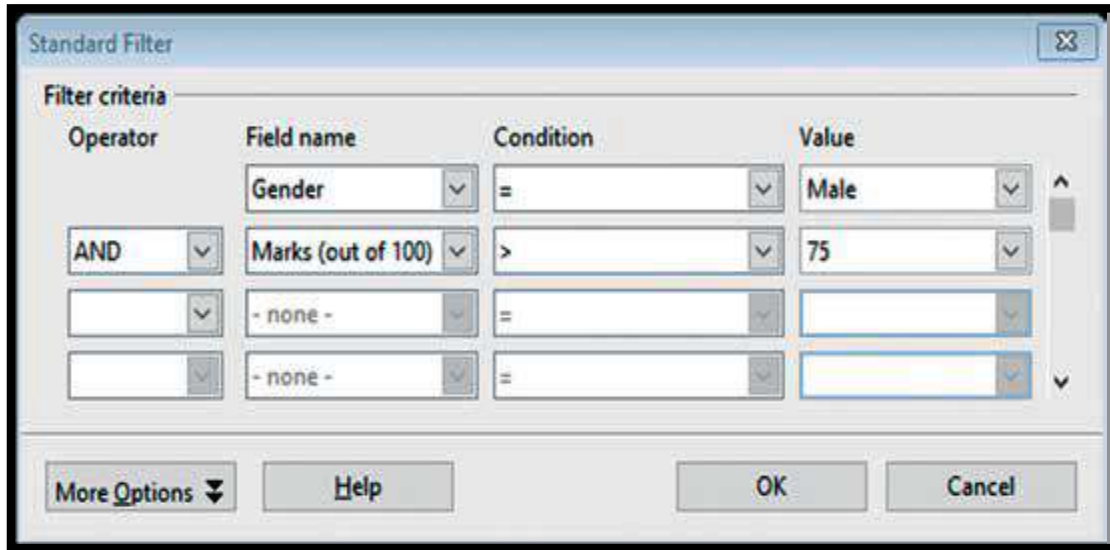 Standard Filter
Filter criteria
Operator Field name Condition Value
Gender = Male
AND Marks (out of 100) > 75
- none - =
- none - =
More Options Help OK Cancel